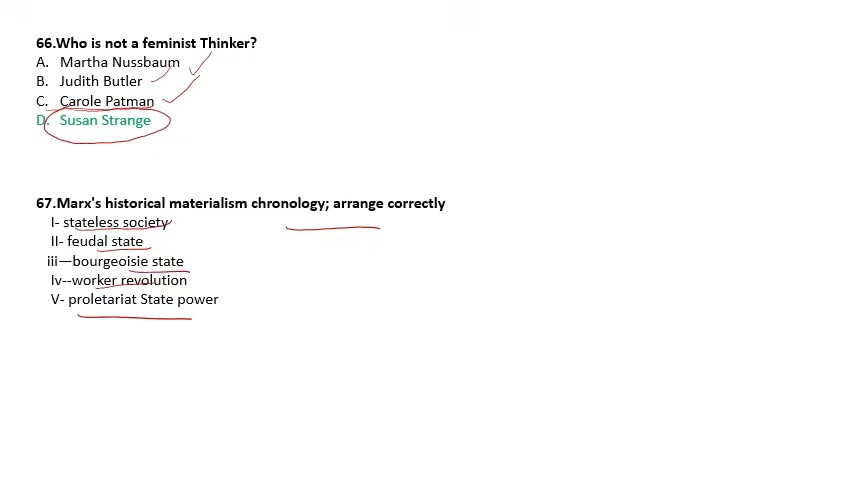 66.Who is not a feminist Thinker?
A. Martha Nussbaum
B. Judith Butler
C. Carole Patman
D. Susan Strange
67.Marx's historical materialism chronology; arrange correctly
I- stateless society
II- feudal state
iii—bourgeoisie state
Iv--worker revolution
V- proletariat State power